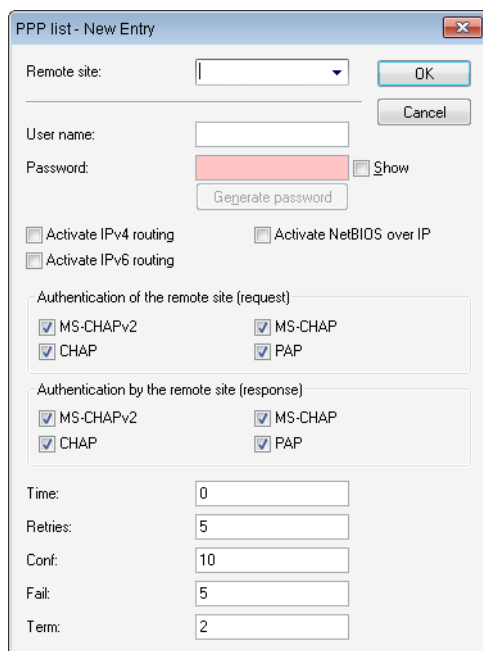 PPP list - New Entry
Remote site:
OK
Cancel
User name:
Password:
Show
Generate password
Activate IPv4 routing
Activate NetBIOS over IP
Activate IPv6 routing
Authentication of the remote site (request)
MS-CHAPv2
MS-CHAP
CHAP
PAP
Authentication by the remote site (response)
MS-CHAPv2
MS-CHAP
CHAP
PAP
Time: 0
Retries: 5
Conf: 10
Fail: 5
Term: 2